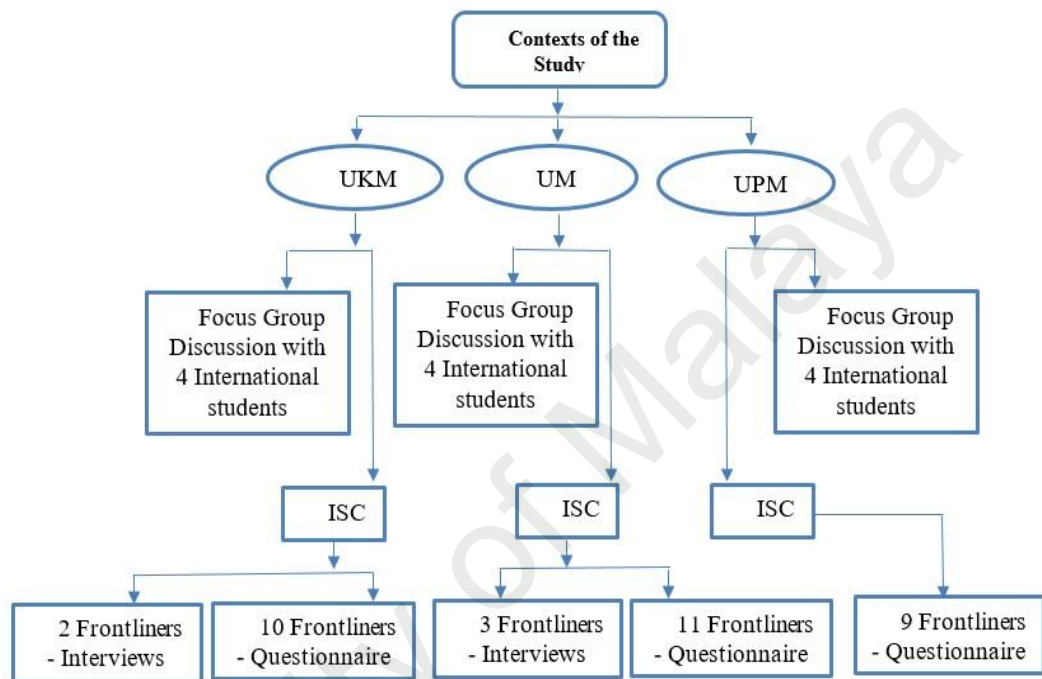 Contexts of the
Study
UKM
UM
UPM
Focus Group
Discussion with
4 International
students
Focus Group
Discussion with
4 International
students
Focus Group
Discussion with
4 International
students
ISC
ISC
ISC
2 Frontliners
- Interviews
10 Frontliners
- Questionnaire
3 Frontliners
- Interviews
11 Frontliners
- Questionnaire
9 Frontliners
- Questionnaire
of Malaya